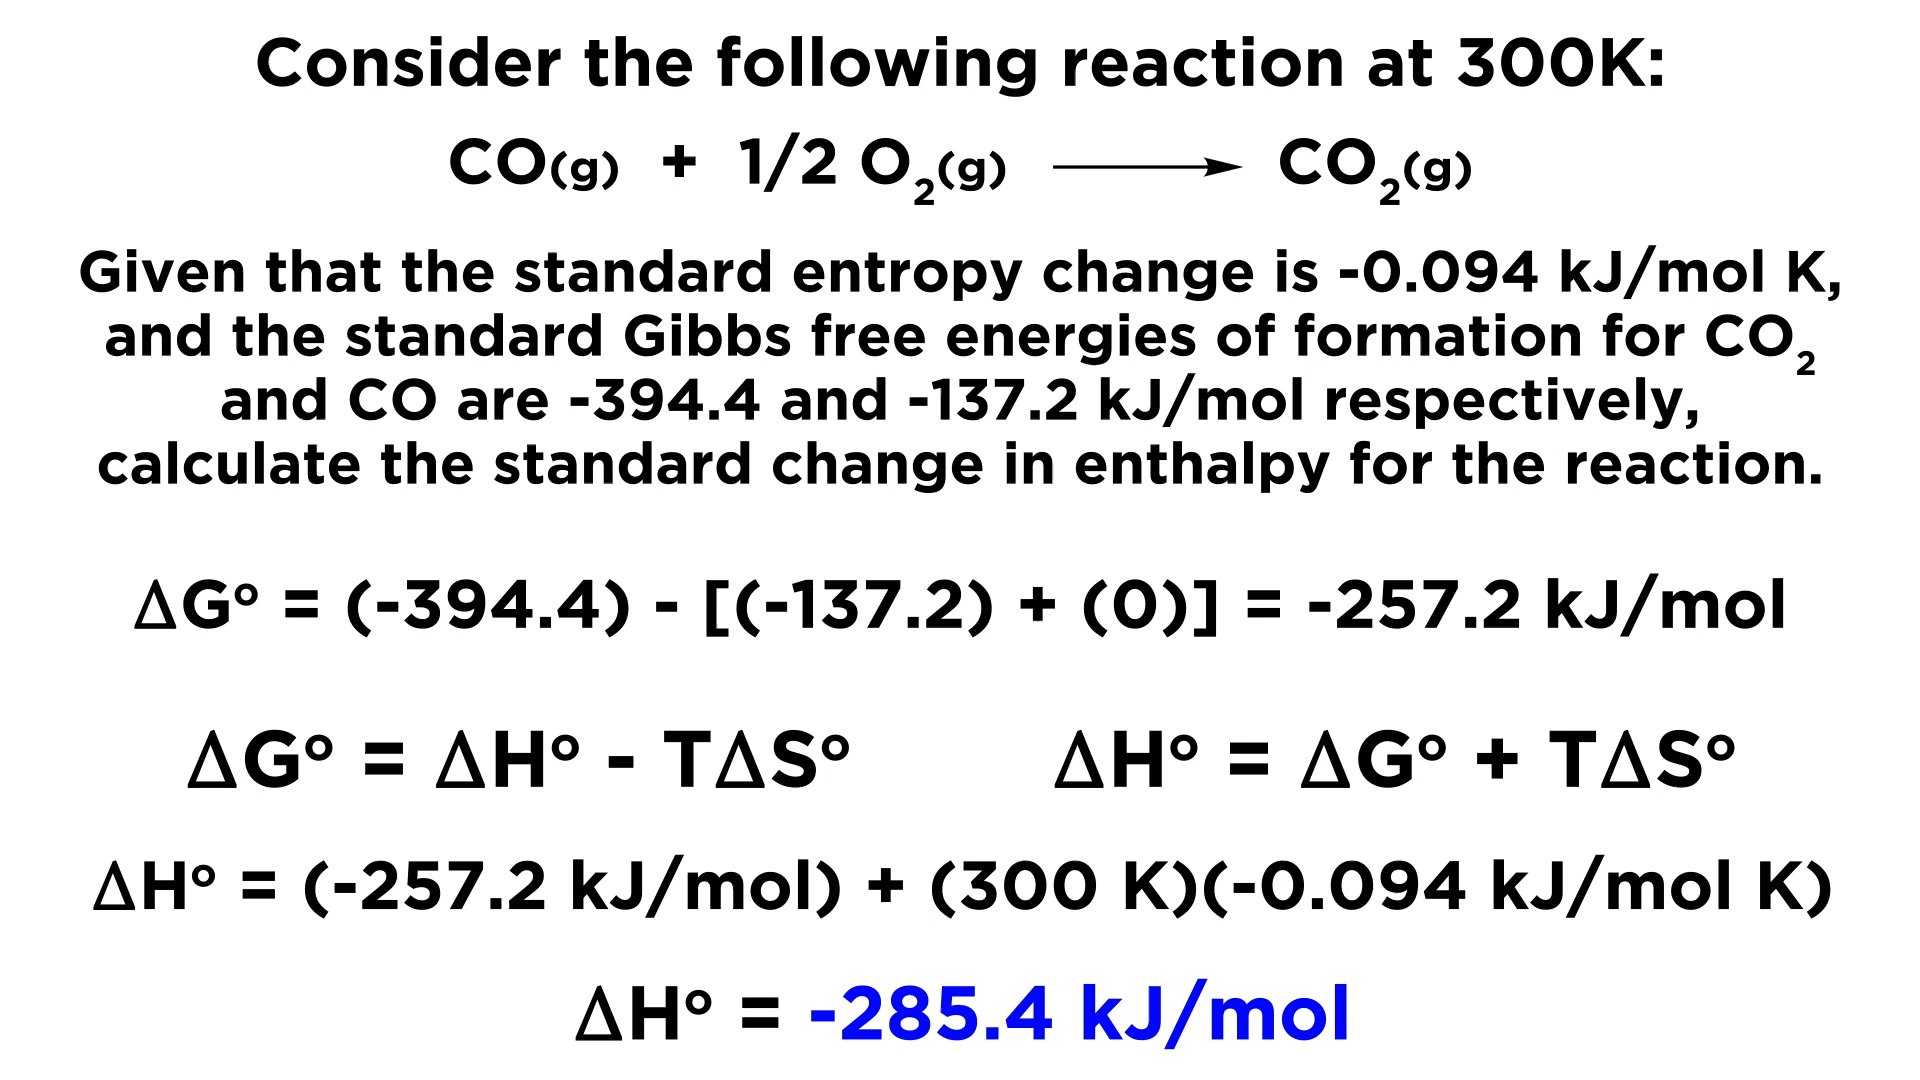 Consider the following reaction at 300K:
CO(g) + 1/2 O₂(g) ⟶ CO₂(g)
Given that the standard entropy change is -0.094 kJ/mol K,
and the standard Gibbs free energies of formation for CO₂
and CO are -394.4 and -137.2 kJ/mol respectively,
calculate the standard change in enthalpy for the reaction.
ΔG° = (-394.4) - [(-137.2) + (0)] = -257.2 kJ/mol
ΔG° = ΔH° - TΔS° ΔH° = ΔG° + TΔS°
ΔH° = (-257.2 kJ/mol) + (300 K)(-0.094 kJ/mol K)
ΔH° = -285.4 kJ/mol